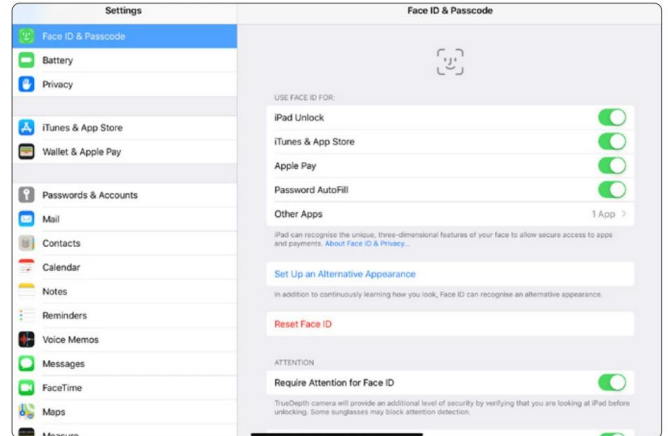 Settings
Face ID & Passcode
Battery
Privacy
iTunes & App Store
Wallet & Apple Pay
Passwords & Accounts
Mail
Contacts
Calendar
Notes
Reminders
Voice Memos
Messages
FaceTime
Maps
Measure
Face ID & Passcode
USE FACE ID FOR:
iPad Unlock
iTunes & App Store
Apple Pay
Password AutoFill
Other Apps 1 App
iPad can recognise the unique, three-dimensional features of your face to allow secure access to apps
and payments. About Face ID & Privacy...
Set Up an Alternative Appearance
In addition to continuously learning how you look, Face ID can recognise an alternative appearance.
Reset Face ID
ATTENTION
Require Attention for Face ID
TrueDepth camera will provide an additional level of security by verifying that you are looking at iPad before
unlocking. Some sunglasses may block attention detection.